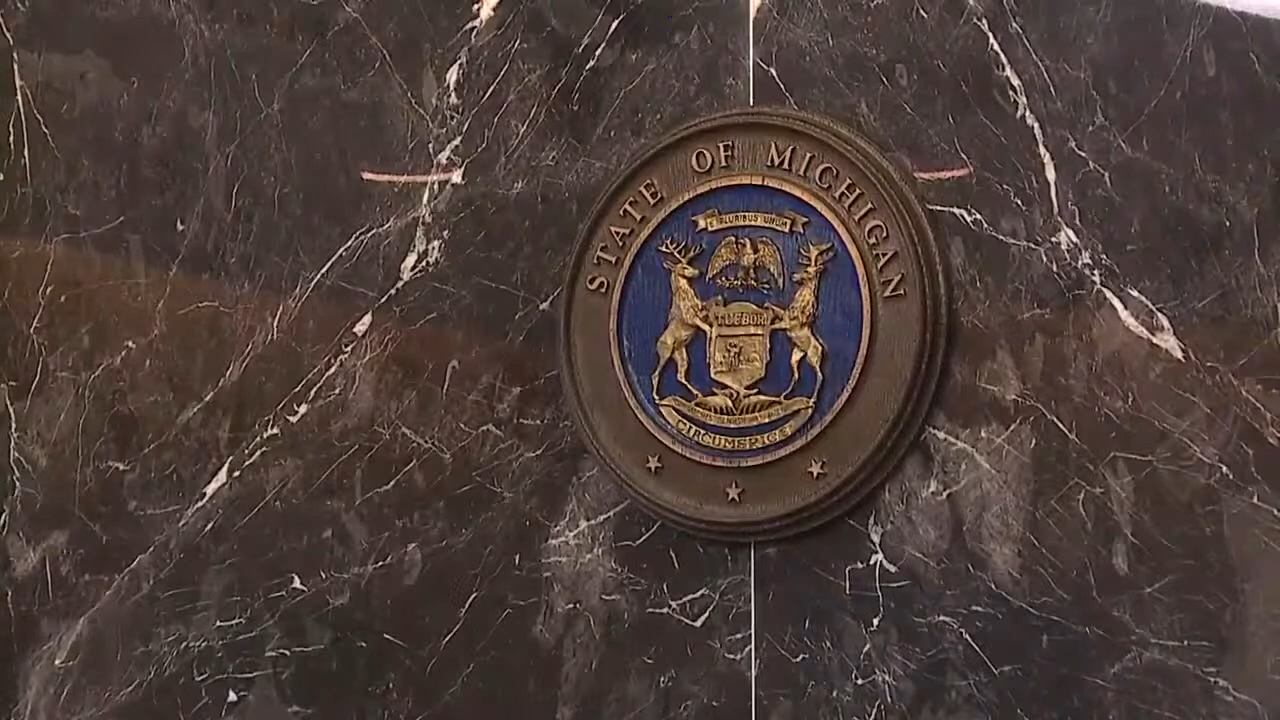 STATE OF MICHIGAN
E PLURIBUS UNUM
TUEBOR
CIRCUMSPICE